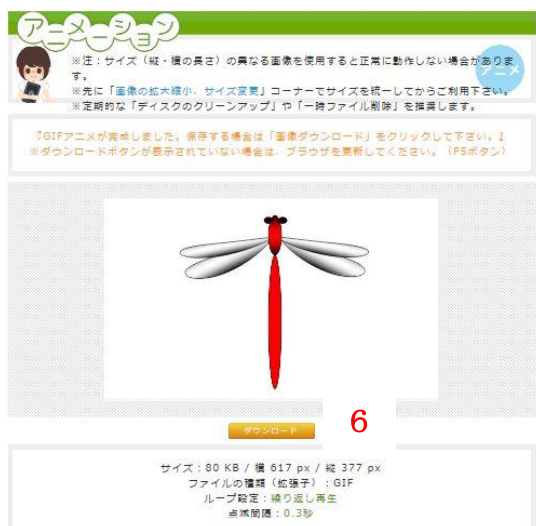 アニメーション
※注：サイズ（縦・横の長さ）の異なる画像を使用すると正常に動作しない場合があります。
す。
※先に「画像の拡大縮小、サイズ変更」コーナーでサイズを統一してからご利用下さい。
※定期的な「ディスクのクリーンアップ」や「一時ファイル削除」を推奨します。
アニメ
『GIFアニメが完成しました。保存する場合は「画像ダウンロード」をクリックして下さい。』
※ダウンロードボタンが表示されていない場合は、ブラウザを更新してください。（F5ボタン）
ダウンロード
6
サイズ：80 KB / 横 617 px / 縦 377 px
ファイルの種類（拡張子）：GIF
ループ設定：繰り返し再生
点滅間隔：0.3秒